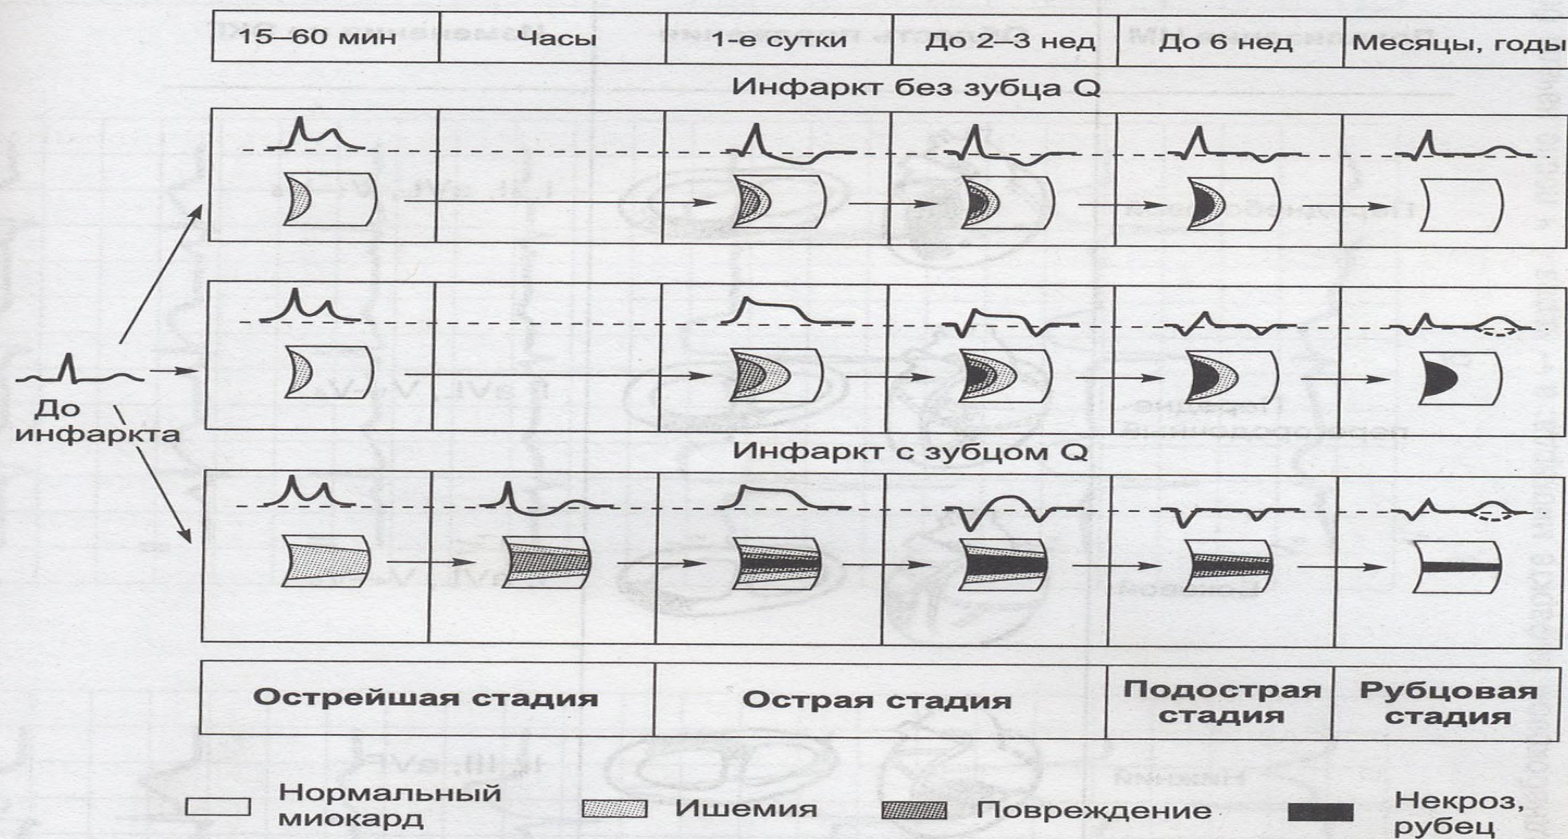 15–60 мин
Часы
1-е сутки
До 2–3 нед
До 6 нед
Месяцы, годы
Инфаркт без зубца Q
До
инфаркта
Инфаркт с зубцом Q
Острейшая стадия
Острая стадия
Подострая
стадия
Рубцовая
стадия
Нормальный
миокард
Ишемия
Повреждение
Некроз,
рубец